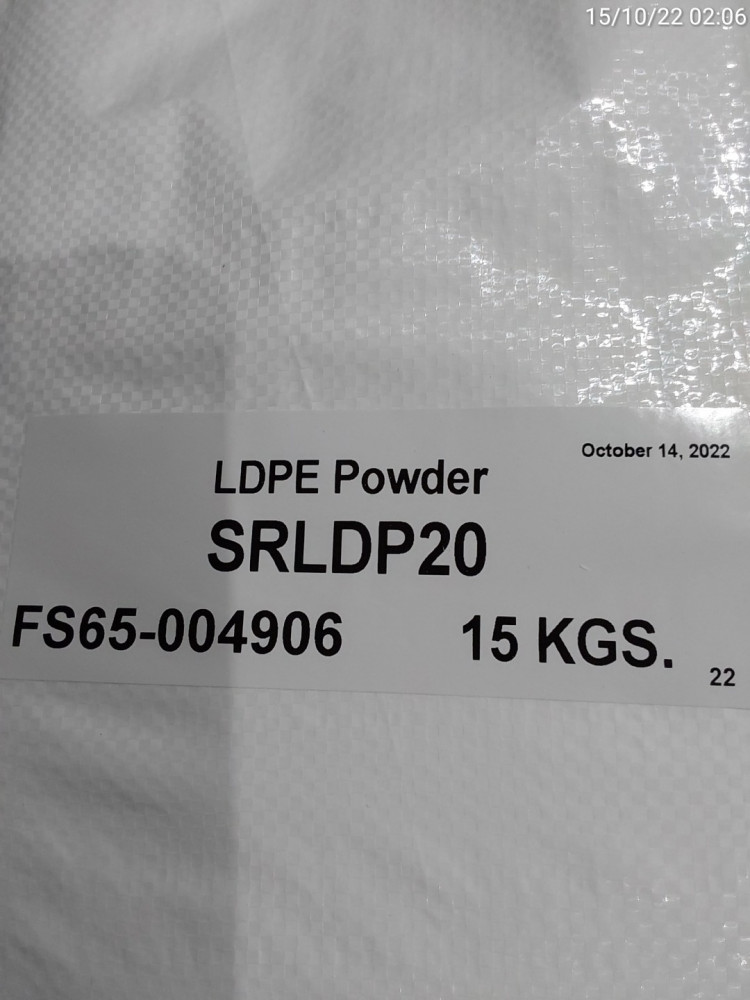 15/10/22 02:06
October 14, 2022
LDPE Powder
SRLDP20
FS65-004906 15 KGS.
22